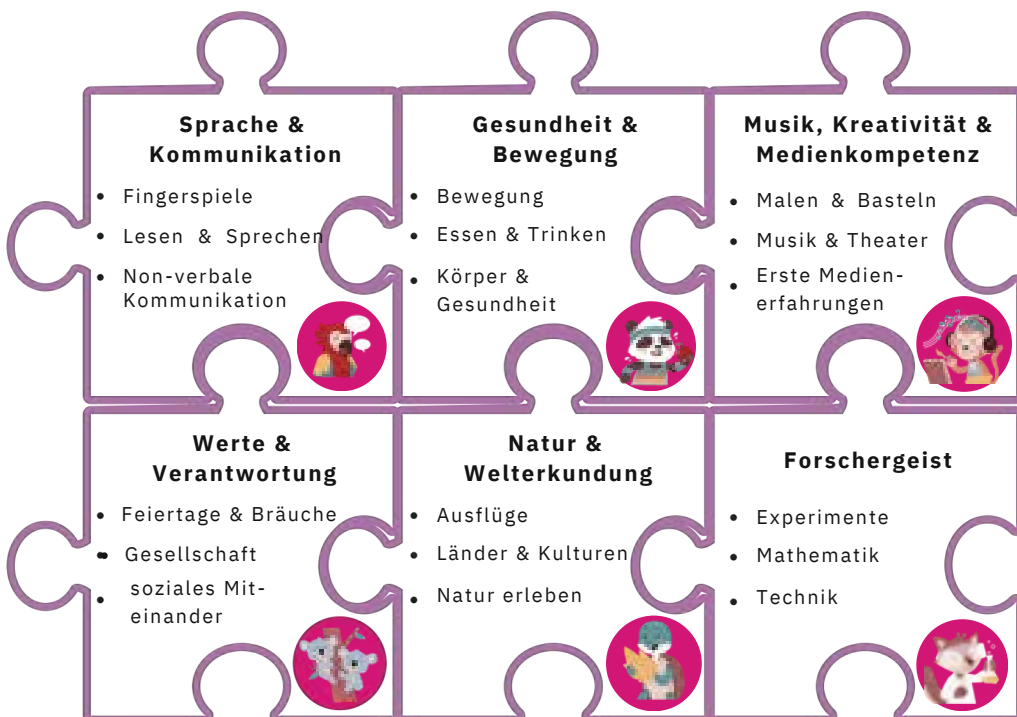 Sprache &
Kommunikation
• Fingerspiele
• Lesen & Sprechen
• Non-verbale
Kommunikation
Gesundheit &
Bewegung
• Bewegung
• Essen & Trinken
• Körper &
Gesundheit
Musik, Kreativität &
Medienkompetenz
• Malen & Basteln
• Musik & Theater
• Erste Medien-
erfahrungen
Werte &
Verantwortung
• Feiertage & Bräuche
• Gesellschaft
• soziales Mit-
einander
Natur &
Welterkundung
• Ausflüge
• Länder & Kulturen
• Natur erleben
Forschergeist
• Experimente
• Mathematik
• Technik